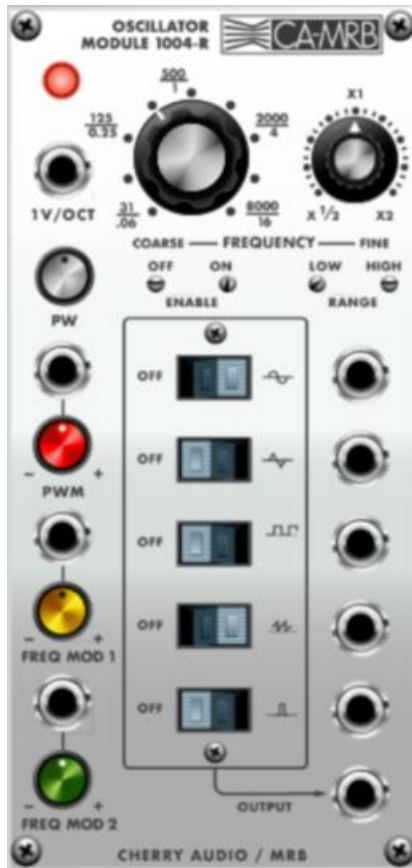 OSCILLATOR
MODULE 1004-R
CA-MRB
500
1
125
0.25
2000
4
X1
1V/OCT
31
.06
8000
16
X 1/2
X2
COARSE — FREQUENCY — FINE
OFF ON
LOW HIGH
ENABLE
RANGE
PW
OFF
- +
PWM
OFF
OFF
- +
FREQ MOD 1
OFF
OFF
- +
FREQ MOD 2
OUTPUT
CHERRY AUDIO / MRB